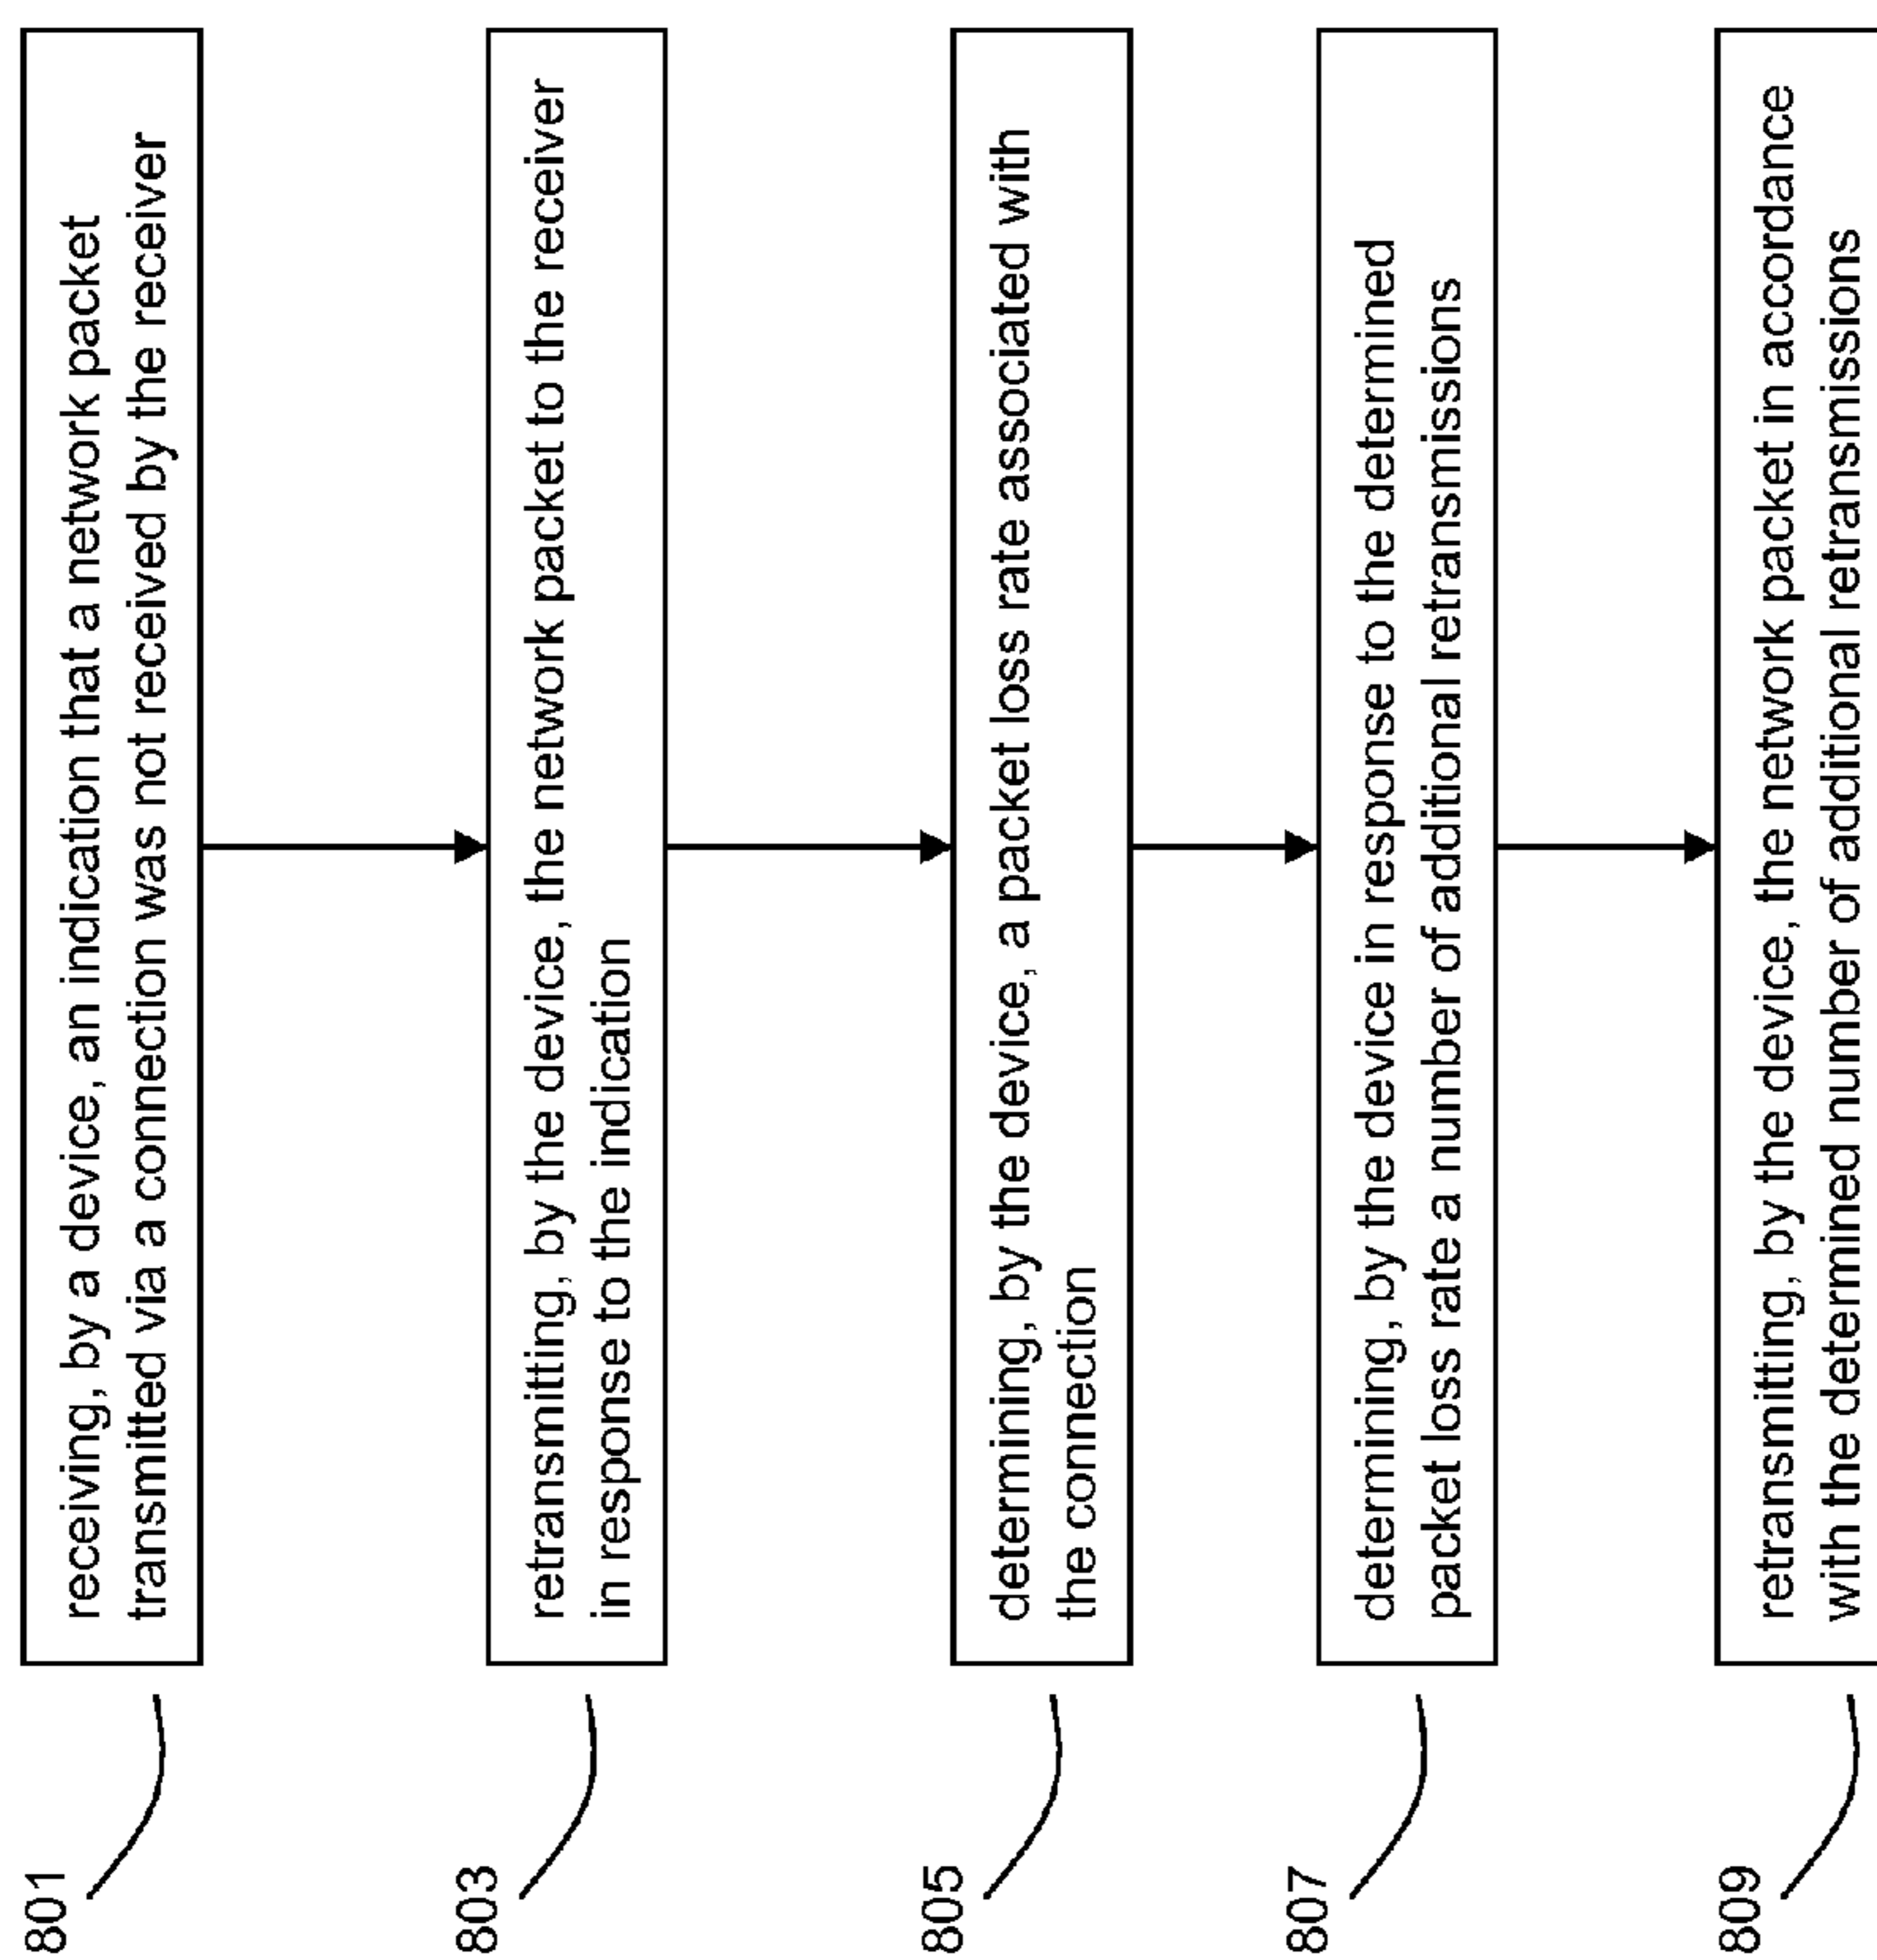 801
receiving, by a device, an indication that a network packet
transmitted via a connection was not received by the receiver
803
retransmitting, by the device, the network packet to the receiver
in response to the indication
805
determining, by the device, a packet loss rate associated with
the connection
807
determining, by the device in response to the determined
packet loss rate a number of additional retransmissions
809
retransmitting, by the device, the network packet in accordance
with the determined number of additional retransmissions